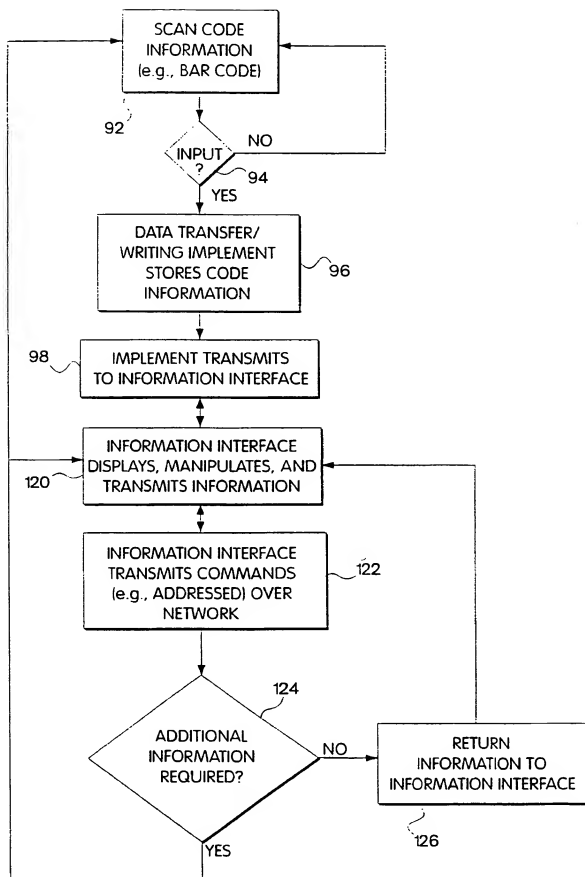 SCAN CODE
INFORMATION
(e.g., BAR CODE)
92
NO
INPUT
?
94
YES
DATA TRANSFER/
WRITING IMPLEMENT
STORES CODE
INFORMATION
96
98
IMPLEMENT TRANSMITS
TO INFORMATION INTERFACE
INFORMATION INTERFACE
DISPLAYS, MANIPULATES, AND
TRANSMITS INFORMATION
120
INFORMATION INTERFACE
TRANSMITS COMMANDS
(e.g., ADDRESSED) OVER
NETWORK
122
124
ADDITIONAL
INFORMATION
REQUIRED?
NO
RETURN
INFORMATION TO
INFORMATION INTERFACE
126
YES